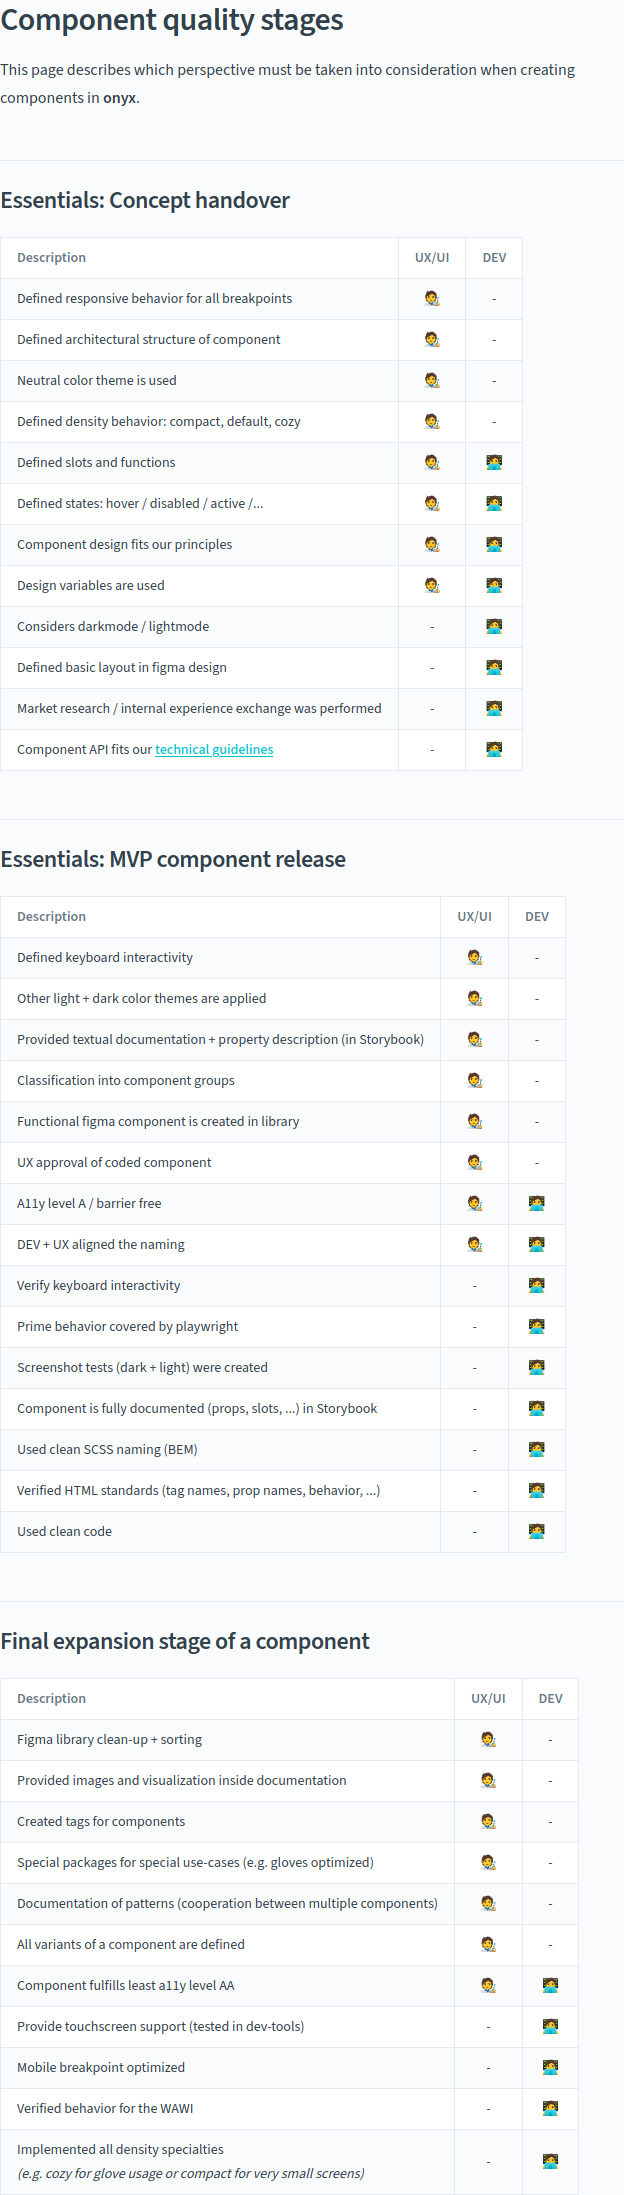 Component quality stages
This page describes which perspective must be taken into consideration when creating
components in onyx.
Essentials: Concept handover
Description UX/UI DEV
Defined responsive behavior for all breakpoints 🧑‍🎨 -
Defined architectural structure of component 🧑‍🎨 -
Neutral color theme is used 🧑‍🎨 -
Defined density behavior: compact, default, cozy 🧑‍🎨 -
Defined slots and functions 🧑‍🎨 🧑‍💻
Defined states: hover / disabled / active /... 🧑‍🎨 🧑‍💻
Component design fits our principles 🧑‍🎨 🧑‍💻
Design variables are used 🧑‍🎨 🧑‍💻
Considers darkmode / lightmode - 🧑‍💻
Defined basic layout in figma design - 🧑‍💻
Market research / internal experience exchange was performed - 🧑‍💻
Component API fits our technical guidelines - 🧑‍💻
Essentials: MVP component release
Description UX/UI DEV
Defined keyboard interactivity 🧑‍🎨 -
Other light + dark color themes are applied 🧑‍🎨 -
Provided textual documentation + property description (in Storybook) 🧑‍🎨 -
Classification into component groups 🧑‍🎨 -
Functional figma component is created in library 🧑‍🎨 -
UX approval of coded component 🧑‍🎨 -
A11y level A / barrier free 🧑‍🎨 🧑‍💻
DEV + UX aligned the naming 🧑‍🎨 🧑‍💻
Verify keyboard interactivity - 🧑‍💻
Prime behavior covered by playwright - 🧑‍💻
Screenshot tests (dark + light) were created - 🧑‍💻
Component is fully documented (props, slots, ...) in Storybook - 🧑‍💻
Used clean SCSS naming (BEM) - 🧑‍💻
Verified HTML standards (tag names, prop names, behavior, ...) - 🧑‍💻
Used clean code - 🧑‍💻
Final expansion stage of a component
Description UX/UI DEV
Figma library clean-up + sorting 🧑‍🎨 -
Provided images and visualization inside documentation 🧑‍🎨 -
Created tags for components 🧑‍🎨 -
Special packages for special use-cases (e.g. gloves optimized) 🧑‍🎨 -
Documentation of patterns (cooperation between multiple components) 🧑‍🎨 -
All variants of a component are defined 🧑‍🎨 -
Component fulfills least a11y level AA 🧑‍🎨 🧑‍💻
Provide touchscreen support (tested in dev-tools) - 🧑‍💻
Mobile breakpoint optimized - 🧑‍💻
Verified behavior for the WAWI - 🧑‍💻
Implemented all density specialties - 🧑‍💻
(e.g. cozy for glove usage or compact for very small screens)